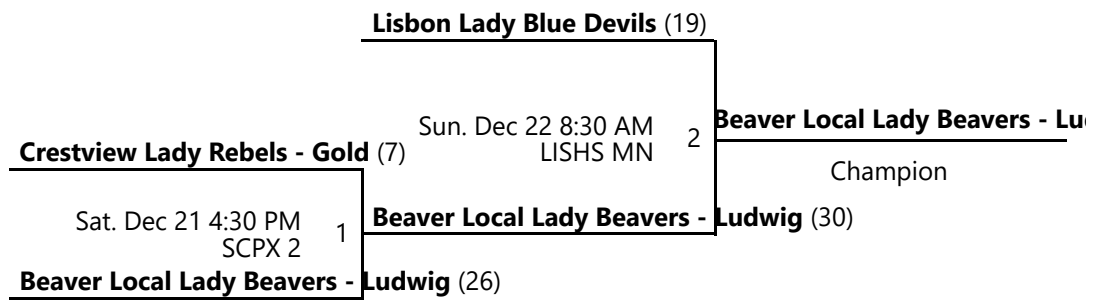 Lisbon Lady Blue Devils (19)
Sun. Dec 22 8:30 AM
LISHS MN
2
Beaver Local Lady Beavers - Lu
Champion
Crestview Lady Rebels - Gold (7)
Sat. Dec 21 4:30 PM
SCPX 2
1
Beaver Local Lady Beavers - Ludwig (30)
Beaver Local Lady Beavers - Ludwig (26)